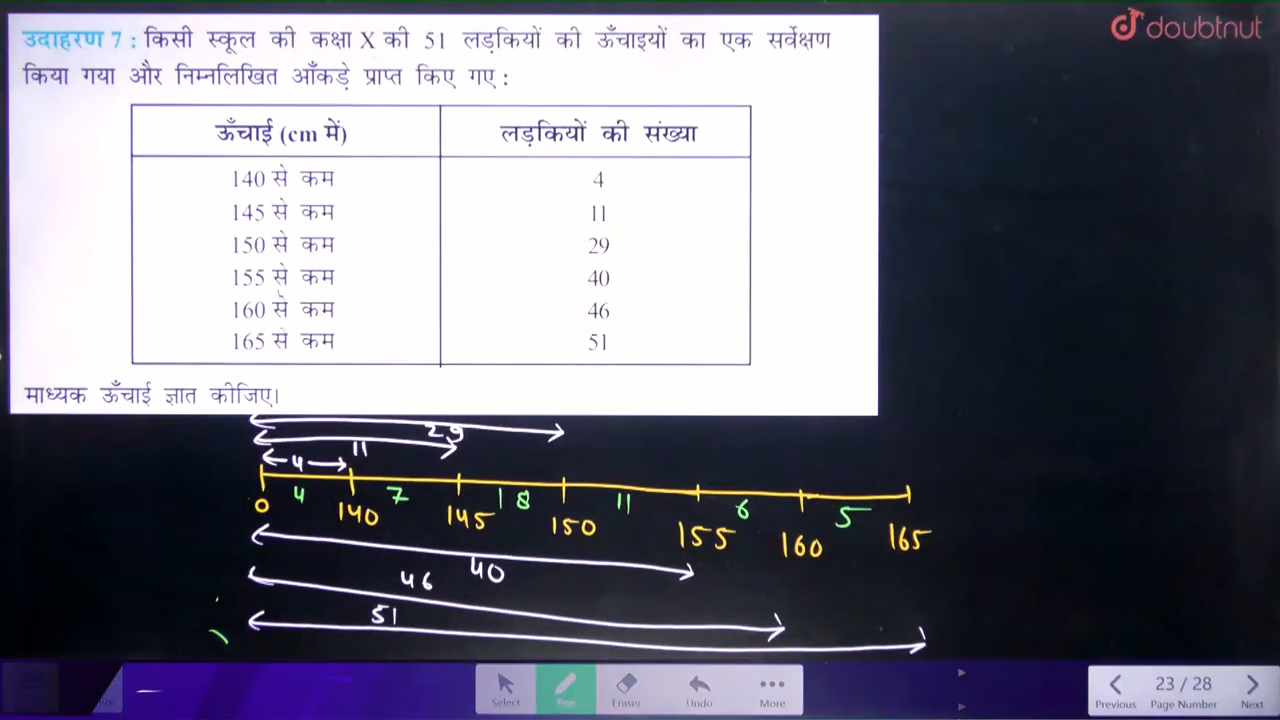 doubtnut
उदाहरण 7 : किसी स्कूल की कक्षा X की 51 लड़कियों की ऊँचाइयों का एक सर्वेक्षण
किया गया और निम्नलिखित आँकड़े प्राप्त किए गए :
ऊँचाई (cm में) लड़कियों की संख्या
140 से कम 4
145 से कम 11
150 से कम 29
155 से कम 40
160 से कम 46
165 से कम 51
माध्यक ऊँचाई ज्ञात कीजिए।
29
11
4
4 7 18 11 6 5
0 140 145 150 155 160 165
40
46
51
Select Pen Eraser Undo More
23 / 28
Previous Page Number Next